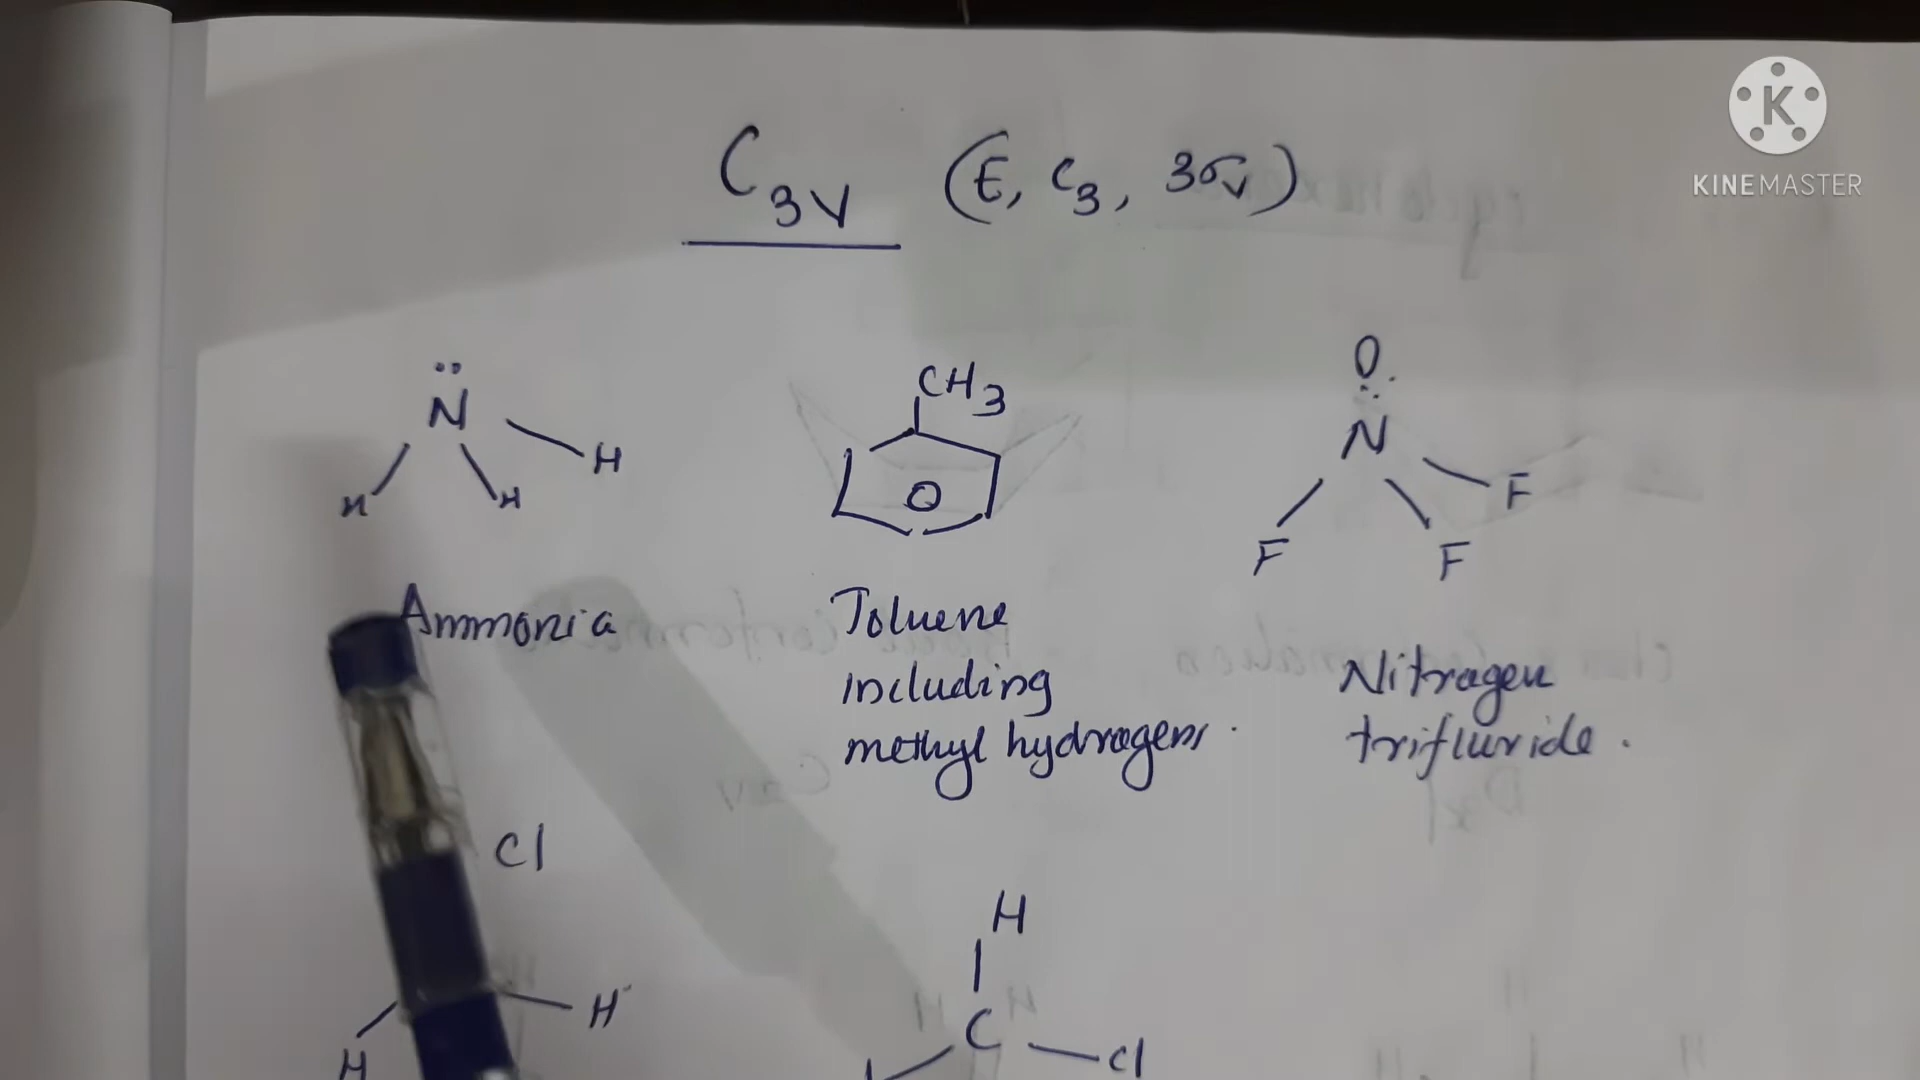 C3v (E, C3, 3σv)
K
KINEMASTER
N
H H H
Ammonia
CH3
Toluene
including
methyl hydrogens.
N
F F F
Nitrogen
trifluride.
Cl
H H
H
C
Cl